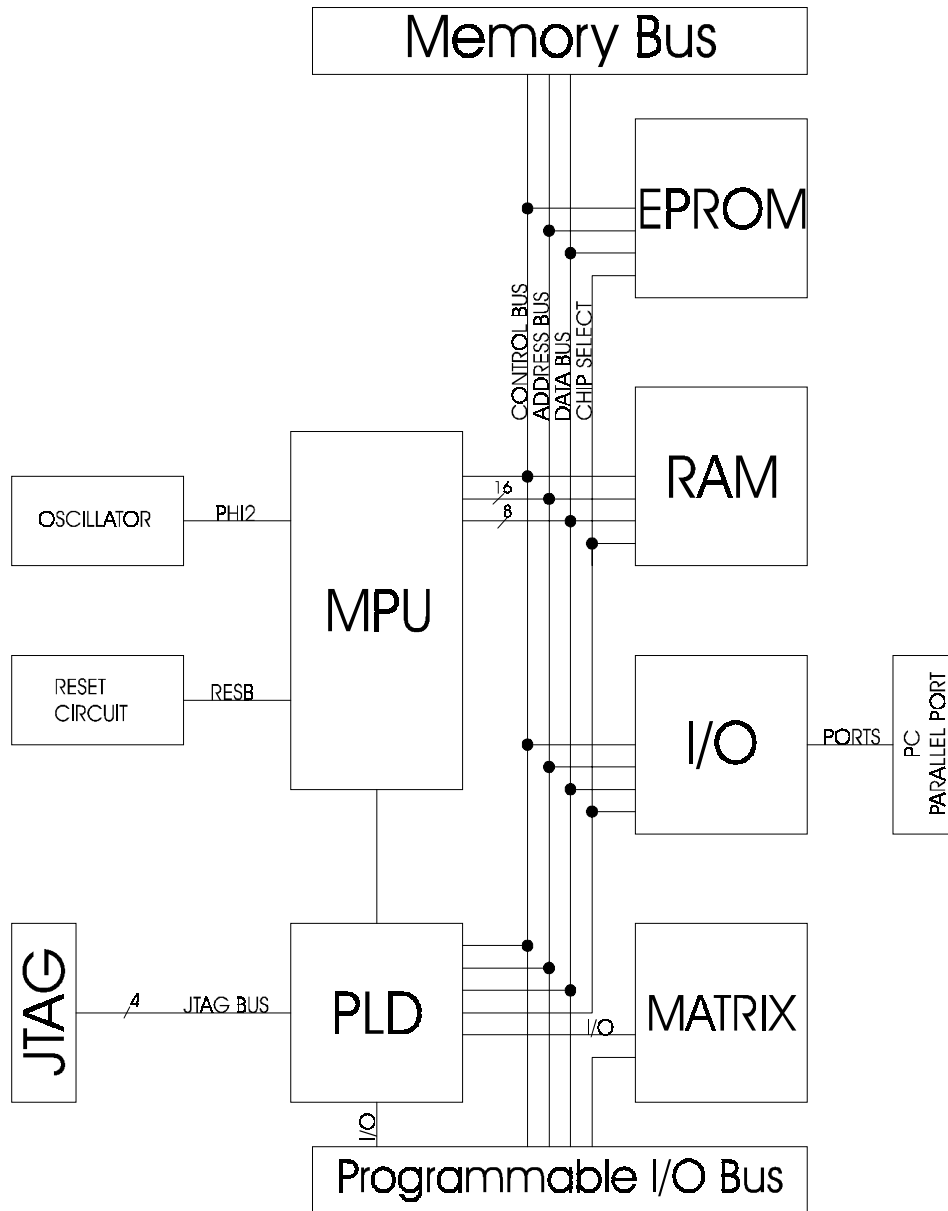 Memory Bus
EPROM
CONTROL BUS
ADDRESS BUS
DATA BUS
CHIP SELECT
RAM
16
8
OSCILLATOR
PHI2
MPU
RESET
CIRCUIT
RESB
I/O
PORTS
PC
PARALLEL PORT
JTAG
4
JTAG BUS
PLD
I/O
MATRIX
I/O
Programmable I/O Bus